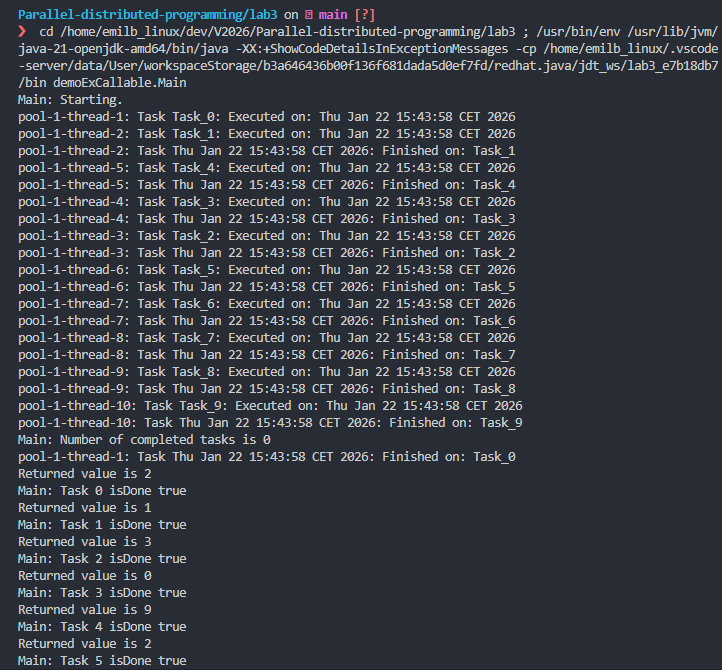 Parallel-distributed-programming/lab3 on main [?]
❯ cd /home/emilb_linux/dev/V2026/Parallel-distributed-programming/lab3 ; /usr/bin/env /usr/lib/jvm/
java-21-openjdk-amd64/bin/java -XX:+ShowCodeDetailsInExceptionMessages -cp /home/emilb_linux/.vscode
-server/data/User/workspaceStorage/b3a646436b00f136f681dada5d0ef7fd/redhat.java/jdt_ws/lab3_e7b18db7
/bin demoExCallable.Main
Main: Starting.
pool-1-thread-1: Task Task_0: Executed on: Thu Jan 22 15:43:58 CET 2026
pool-1-thread-2: Task Task_1: Executed on: Thu Jan 22 15:43:58 CET 2026
pool-1-thread-2: Task Thu Jan 22 15:43:58 CET 2026: Finished on: Task_1
pool-1-thread-5: Task Task_4: Executed on: Thu Jan 22 15:43:58 CET 2026
pool-1-thread-5: Task Thu Jan 22 15:43:58 CET 2026: Finished on: Task_4
pool-1-thread-4: Task Task_3: Executed on: Thu Jan 22 15:43:58 CET 2026
pool-1-thread-4: Task Thu Jan 22 15:43:58 CET 2026: Finished on: Task_3
pool-1-thread-3: Task Task_2: Executed on: Thu Jan 22 15:43:58 CET 2026
pool-1-thread-3: Task Thu Jan 22 15:43:58 CET 2026: Finished on: Task_2
pool-1-thread-6: Task Task_5: Executed on: Thu Jan 22 15:43:58 CET 2026
pool-1-thread-6: Task Thu Jan 22 15:43:58 CET 2026: Finished on: Task_5
pool-1-thread-7: Task Task_6: Executed on: Thu Jan 22 15:43:58 CET 2026
pool-1-thread-7: Task Thu Jan 22 15:43:58 CET 2026: Finished on: Task_6
pool-1-thread-8: Task Task_7: Executed on: Thu Jan 22 15:43:58 CET 2026
pool-1-thread-8: Task Thu Jan 22 15:43:58 CET 2026: Finished on: Task_7
pool-1-thread-9: Task Task_8: Executed on: Thu Jan 22 15:43:58 CET 2026
pool-1-thread-9: Task Thu Jan 22 15:43:58 CET 2026: Finished on: Task_8
pool-1-thread-10: Task Task_9: Executed on: Thu Jan 22 15:43:58 CET 2026
pool-1-thread-10: Task Thu Jan 22 15:43:58 CET 2026: Finished on: Task_9
Main: Number of completed tasks is 0
pool-1-thread-1: Task Thu Jan 22 15:43:58 CET 2026: Finished on: Task_0
Returned value is 2
Main: Task 0 isDone true
Returned value is 1
Main: Task 1 isDone true
Returned value is 3
Main: Task 2 isDone true
Returned value is 0
Main: Task 3 isDone true
Returned value is 9
Main: Task 4 isDone true
Returned value is 2
Main: Task 5 isDone true